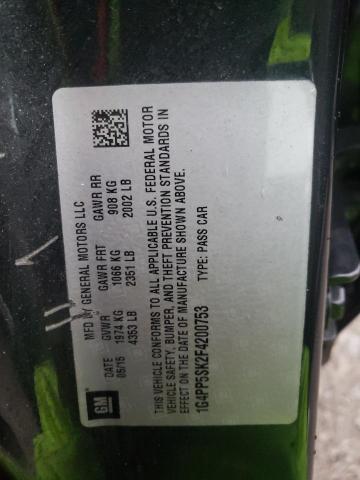 GM
MFD BY GENERAL MOTORS LLC
DATE GVWR GAWR FRT GAWR RR
05/15 1974 KG 1066 KG 908 KG
4353 LB 2351 LB 2002 LB
THIS VEHICLE CONFORMS TO ALL APPLICABLE U.S. FEDERAL MOTOR
VEHICLE SAFETY, BUMPER, AND THEFT PREVENTION STANDARDS IN
EFFECT ON THE DATE OF MANUFACTURE SHOWN ABOVE.
1G4PP5SK2F4200753 TYPE: PASS CAR